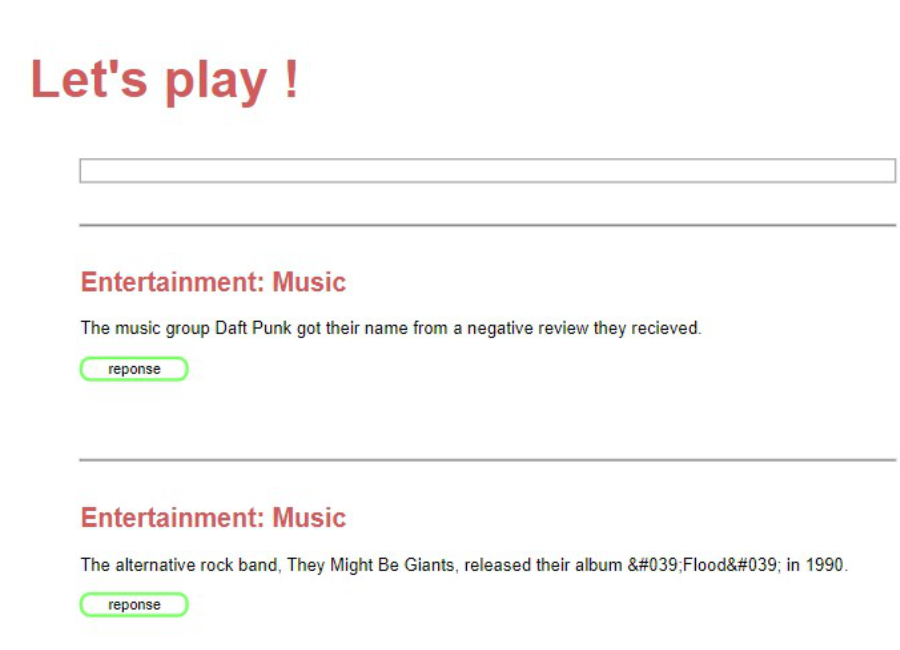 Let's play !
Entertainment: Music
The music group Daft Punk got their name from a negative review they recieved.
reponse
Entertainment: Music
The alternative rock band, They Might Be Giants, released their album &#039;Flood&#039; in 1990.
reponse